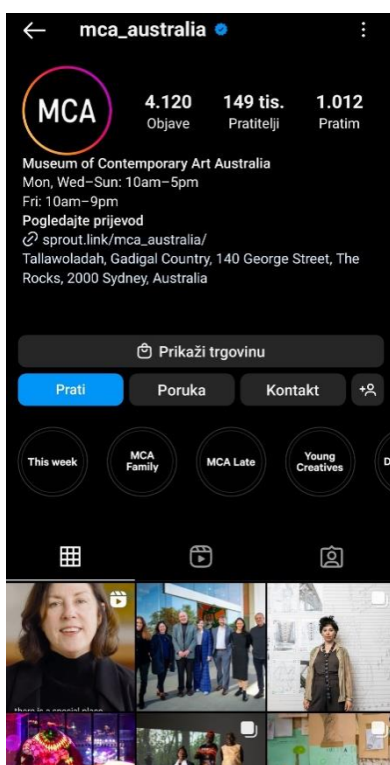 mca_australia
MCA
4.120 149 tis. 1.012
Objave Pratitelji Pratim
Museum of Contemporary Art Australia
Mon, Wed–Sun: 10am–5pm
Fri: 10am–9pm
Pogledajte prijevod
sprout.link/mca_australia/
Tallawoladah, Gadigal Country, 140 George Street, The
Rocks, 2000 Sydney, Australia
Prikaži trgovinu
Prati Poruka Kontakt
This week MCA Family MCA Late Young Creatives D
there is a special place